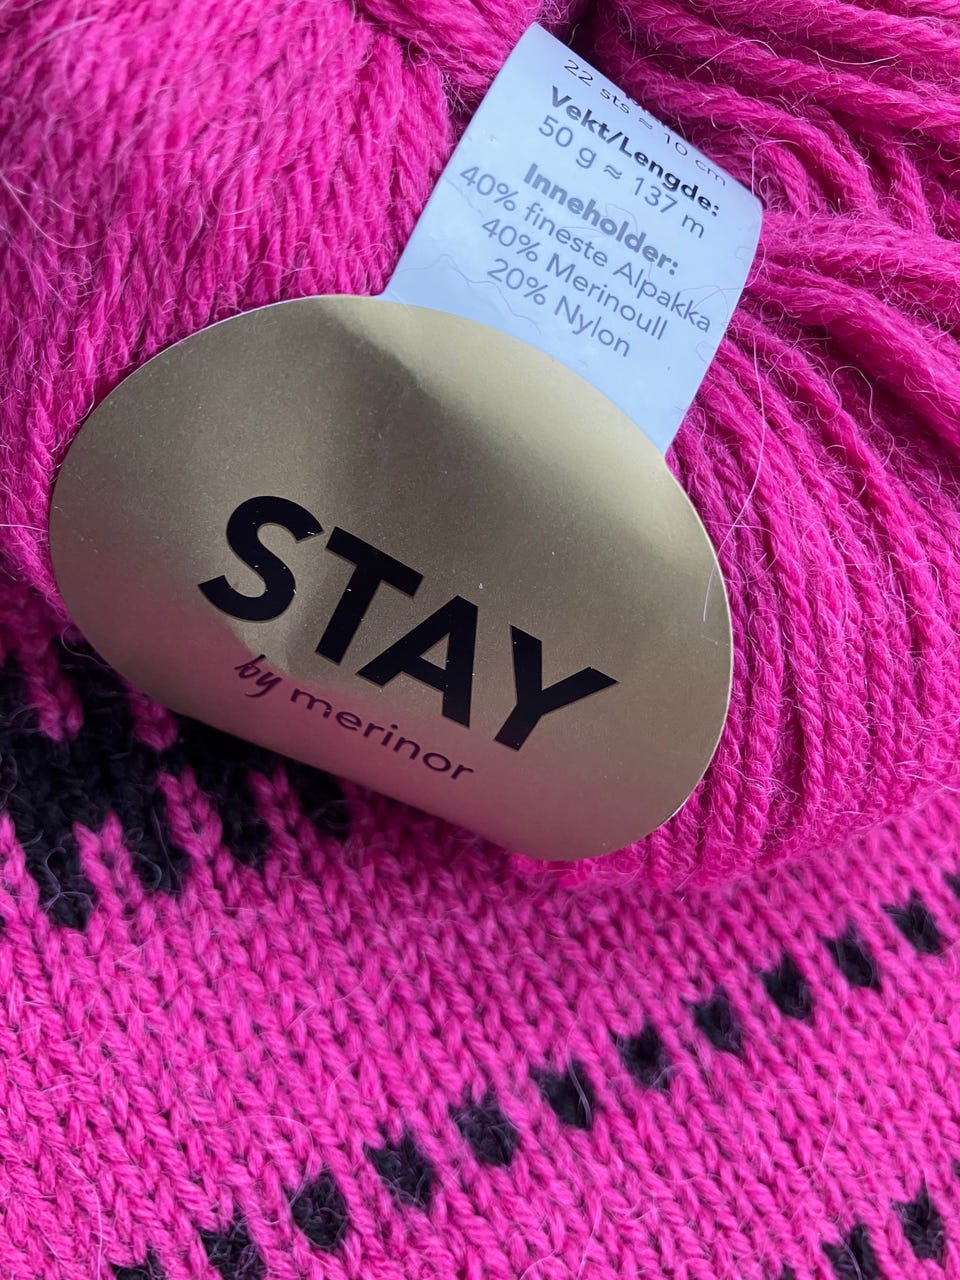 22 sts ≈ 10 cm
Vekt/Lengde:
50 g ≈ 137 m
Inneholder:
40% fineste Alpakka
40% Merinoull
20% Nylon
STAY
by merinor